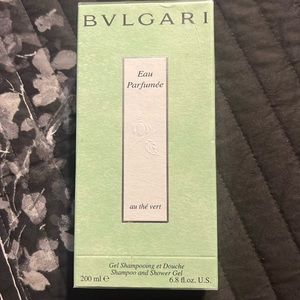 BVLGARI
Eau
Parfumée
au thé vert
Gel Shampooing et Douche
Shampoo and Shower Gel
200 ml ℮ 6.8 fl.oz. U.S.